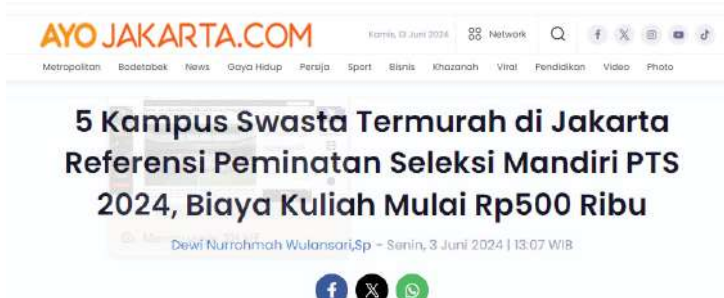 AYO JAKARTA.COM
Kamis, 13 Juni 2024
Network
Metropolitan Bodetabek News Gaya Hidup Persija Sport Bisnis Khazanah Viral Pendidikan Video Photo
5 Kampus Swasta Termurah di Jakarta
Referensi Peminatan Seleksi Mandiri PTS
2024, Biaya Kuliah Mulai Rp500 Ribu
Dewi Nurrohmah Wulansari,Sp - Senin, 3 Juni 2024 | 13:07 WIB